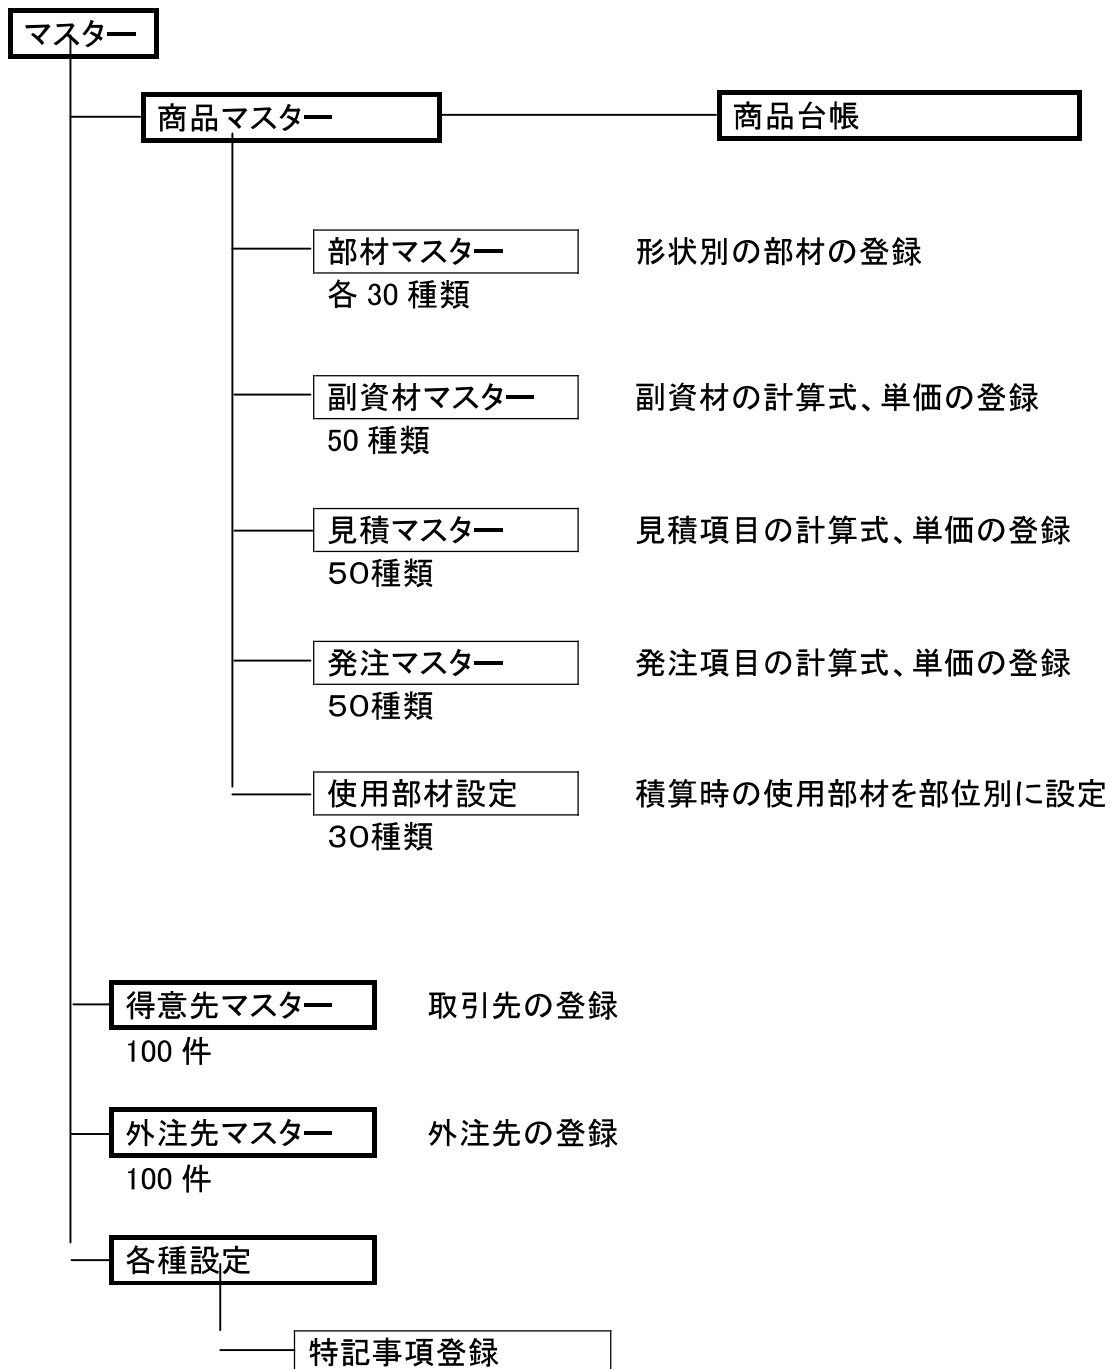 マスター
商品マスター 商品台帳
部材マスター 形状別の部材の登録
各 30 種類
副資材マスター 副資材の計算式、単価の登録
50 種類
見積マスター 見積項目の計算式、単価の登録
５０種類
発注マスター 発注項目の計算式、単価の登録
５０種類
使用部材設定 積算時の使用部材を部位別に設定
３０種類
得意先マスター 取引先の登録
100 件
外注先マスター 外注先の登録
100 件
各種設定
特記事項登録